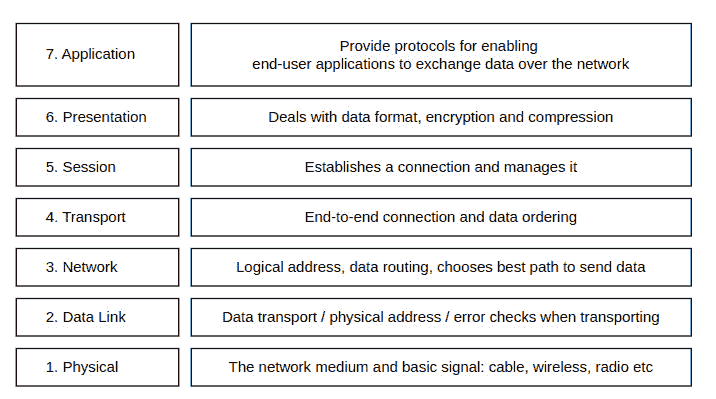 7. Application
Provide protocols for enabling
end-user applications to exchange data over the network
6. Presentation
Deals with data format, encryption and compression
5. Session
Establishes a connection and manages it
4. Transport
End-to-end connection and data ordering
3. Network
Logical address, data routing, chooses best path to send data
2. Data Link
Data transport / physical address / error checks when transporting
1. Physical
The network medium and basic signal: cable, wireless, radio etc